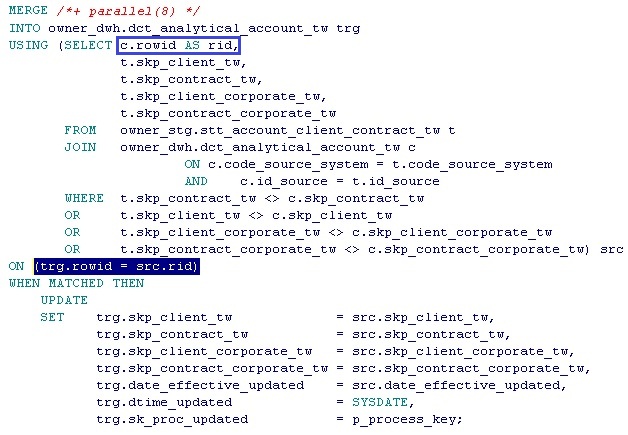 MERGE /*+ parallel(8) */
INTO owner_dwh.dct_analytical_account_tw trg
USING (SELECT c.rowid AS rid,
t.skp_client_tw,
t.skp_contract_tw,
t.skp_client_corporate_tw,
t.skp_contract_corporate_tw
FROM owner_stg.stt_account_client_contract_tw t
JOIN owner_dwh.dct_analytical_account_tw c
ON c.code_source_system = t.code_source_system
AND c.id_source = t.id_source
WHERE t.skp_contract_tw <> c.skp_contract_tw
OR t.skp_client_tw <> c.skp_client_tw
OR t.skp_client_corporate_tw <> c.skp_client_corporate_tw
OR t.skp_contract_corporate_tw <> c.skp_contract_corporate_tw) src
ON (trg.rowid = src.rid)
WHEN MATCHED THEN
UPDATE
SET trg.skp_client_tw = src.skp_client_tw,
trg.skp_contract_tw = src.skp_contract_tw,
trg.skp_client_corporate_tw = src.skp_client_corporate_tw,
trg.skp_contract_corporate_tw = src.skp_contract_corporate_tw,
trg.date_effective_updated = src.date_effective_updated,
trg.dtime_updated = SYSDATE,
trg.sk_proc_updated = p_process_key;